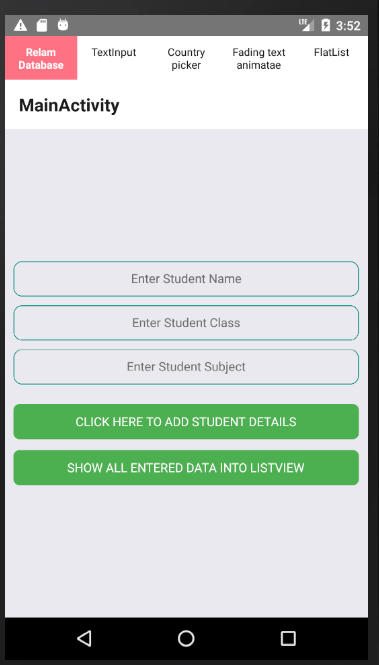 LTE 3:52
Relam
Database
TextInput
Country
picker
Fading text
animatae
FlatList
MainActivity
Enter Student Name
Enter Student Class
Enter Student Subject
CLICK HERE TO ADD STUDENT DETAILS
SHOW ALL ENTERED DATA INTO LISTVIEW